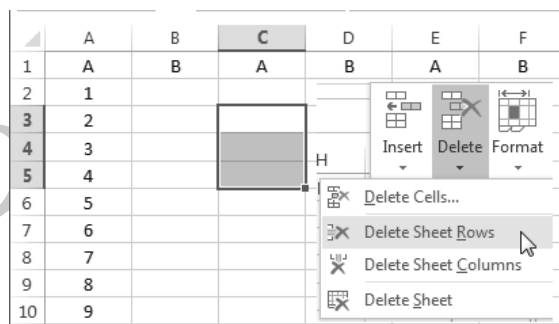 A B C D E F
1 A B A B A B
2 1
3 2
4 3
5 4
6 5
7 6
8 7
9 8
10 9
H
Insert Delete Format
Delete Cells...
Delete Sheet Rows
Delete Sheet Columns
Delete Sheet